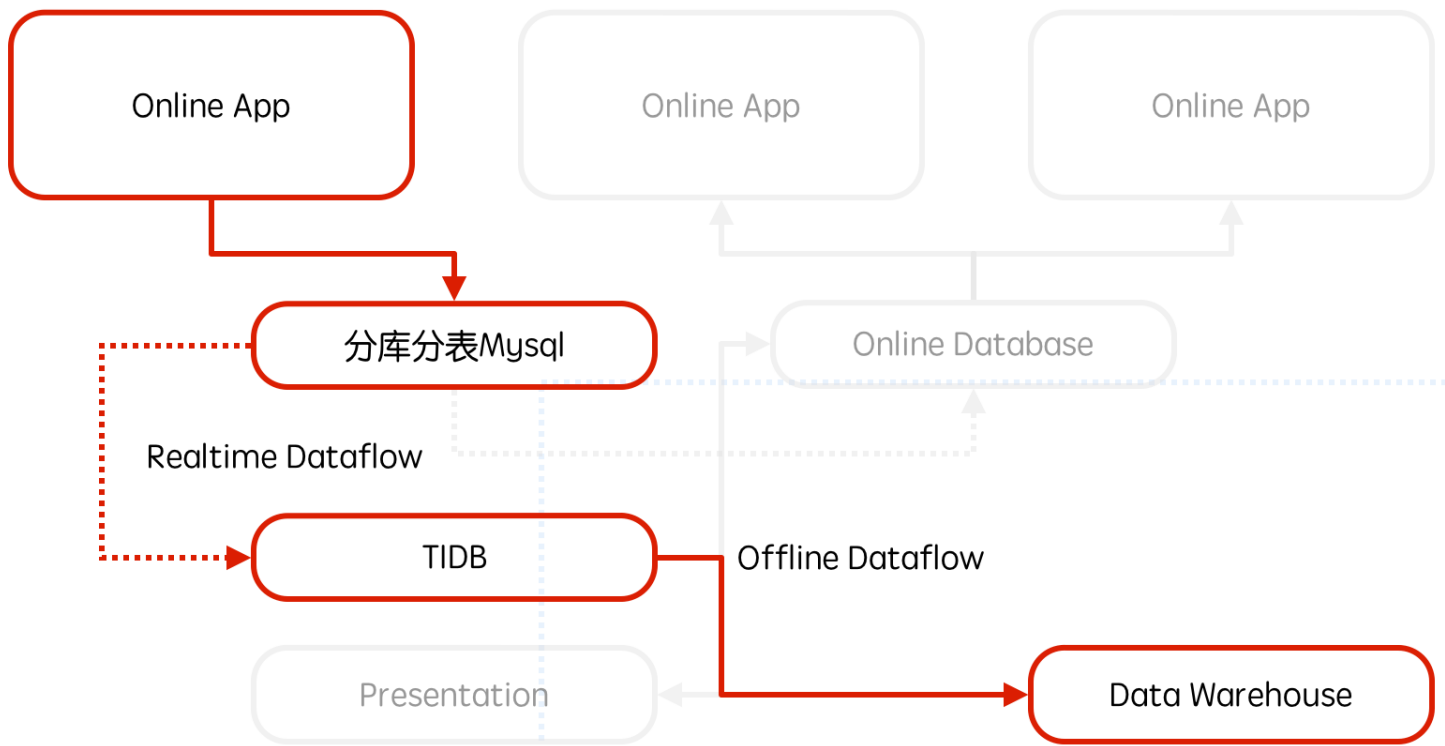 Online App
Online App
Online App
分库分表Mysql
Online Database
Realtime Dataflow
TIDB
Offline Dataflow
Presentation
Data Warehouse